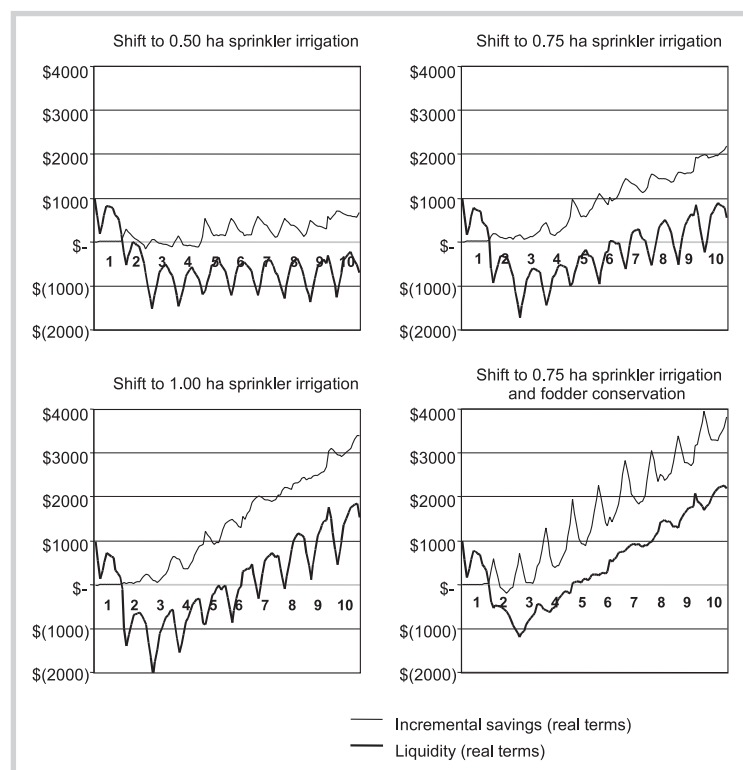 Shift to 0.50 ha sprinkler irrigation
$4000
$3000
$2000
$1000
$-
$(1000)
$(2000)
1 2 3 4 5 6 7 8 9 10
Shift to 0.75 ha sprinkler irrigation
$4000
$3000
$2000
$1000
$-
$(1000)
$(2000)
1 2 3 4 5 6 7 8 9 10
Shift to 1.00 ha sprinkler irrigation
$4000
$3000
$2000
$1000
$-
$(1000)
$(2000)
1 2 3 4 5 6 7 8 9 10
Shift to 0.75 ha sprinkler irrigation
and fodder conservation
$4000
$3000
$2000
$1000
$-
$(1000)
$(2000)
1 2 3 4 5 6 7 8 9 10
Incremental savings (real terms)
Liquidity (real terms)